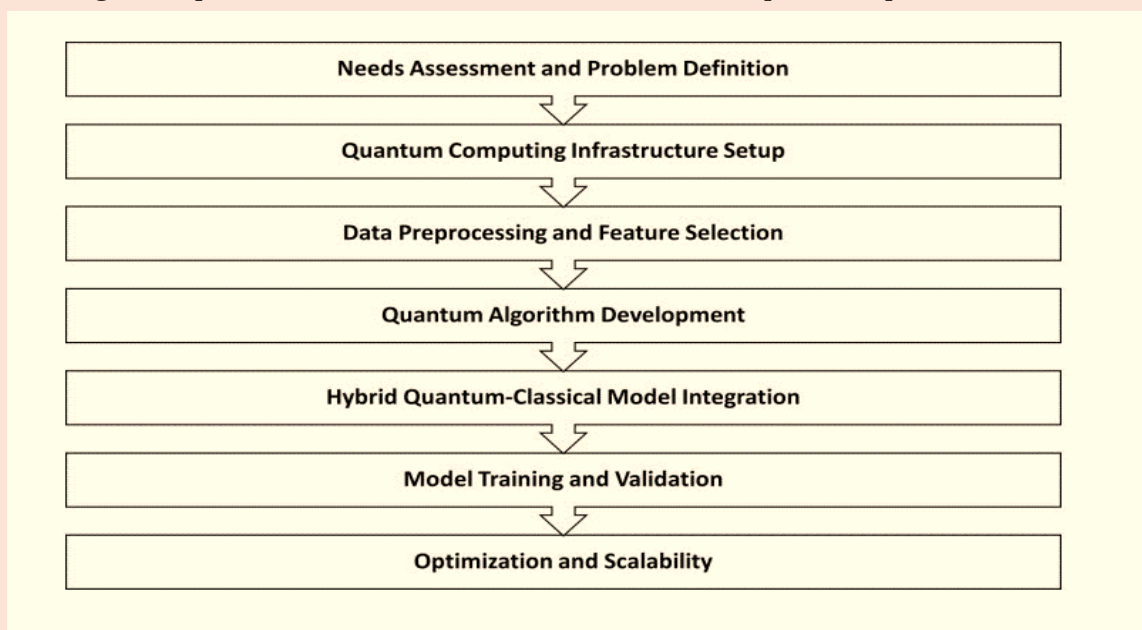 Needs Assessment and Problem Definition
Quantum Computing Infrastructure Setup
Data Preprocessing and Feature Selection
Quantum Algorithm Development
Hybrid Quantum-Classical Model Integration
Model Training and Validation
Optimization and Scalability